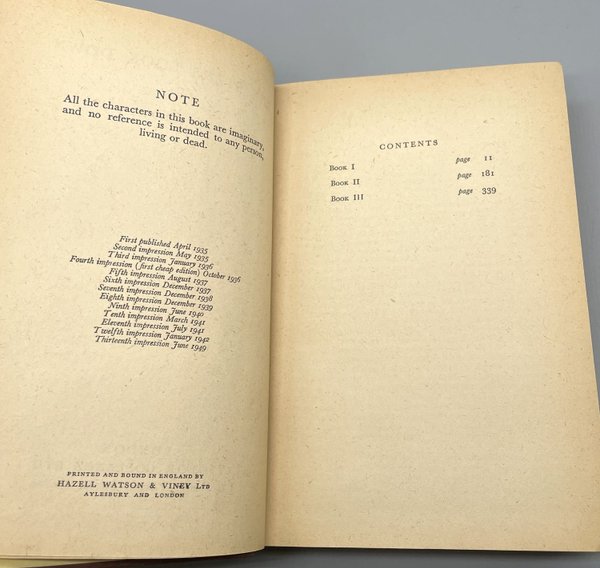 NOTE
All the characters in this book are imaginary,
and no reference is intended to any person,
living or dead.
First published April 1935
Second impression May 1935
Third impression January 1936
Fourth impression (first cheap edition) October 1936
Fifth impression August 1937
Sixth impression December 1937
Seventh impression December 1938
Eighth impression December 1939
Ninth impression June 1940
Tenth impression March 1941
Eleventh impression July 1941
Twelfth impression January 1942
Thirteenth impression June 1949
PRINTED AND BOUND IN ENGLAND BY
HAZELL WATSON & VINEY LTD
AYLESBURY AND LONDON
CONTENTS
Book I page 11
Book II page 181
Book III page 339